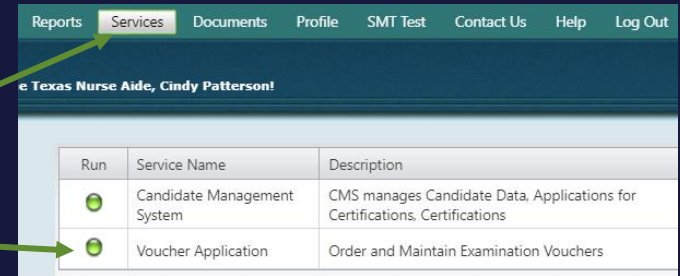 Reports Services Documents Profile SMT Test Contact Us Help Log Out
e Texas Nurse Aide, Cindy Patterson!
Run Service Name Description
Candidate Management System CMS manages Candidate Data, Applications for Certifications, Certifications
Voucher Application Order and Maintain Examination Vouchers